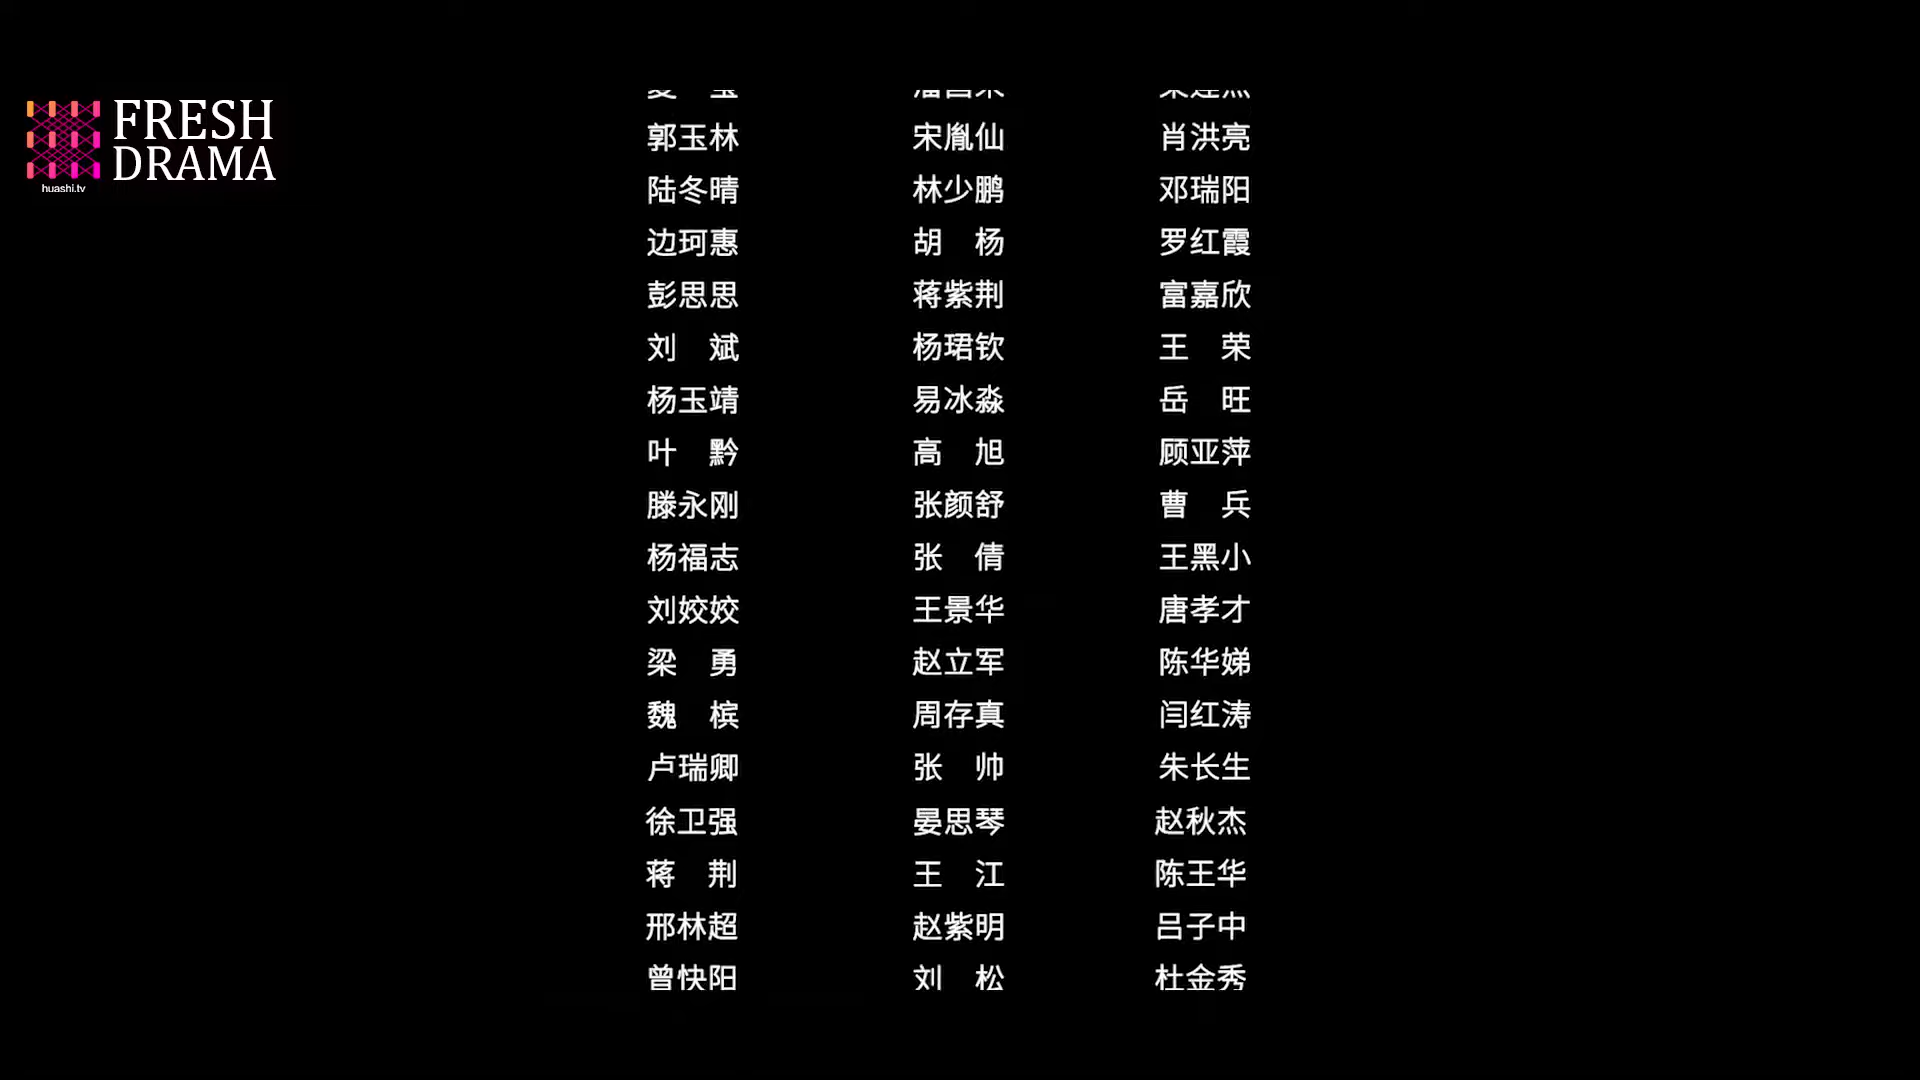 FRESH
DRAMA
huashi.tv
郭玉林 宋胤仙 肖洪亮
陆冬晴 林少鹏 邓瑞阳
边珂惠 胡 杨 罗红霞
彭思思 蒋紫荆 富嘉欣
刘 斌 杨珺钦 王 荣
杨玉靖 易冰淼 岳 旺
叶 黔 高 旭 顾亚萍
滕永刚 张颜舒 曹 兵
杨福志 张 倩 王黑小
刘姣姣 王景华 唐孝才
梁 勇 赵立军 陈华娣
魏 槟 周存真 闫红涛
卢瑞卿 张 帅 朱长生
徐卫强 晏思琴 赵秋杰
蒋 荆 王 江 陈王华
邢林超 赵紫明 吕子中
曾快阳 刘 松 杜金秀